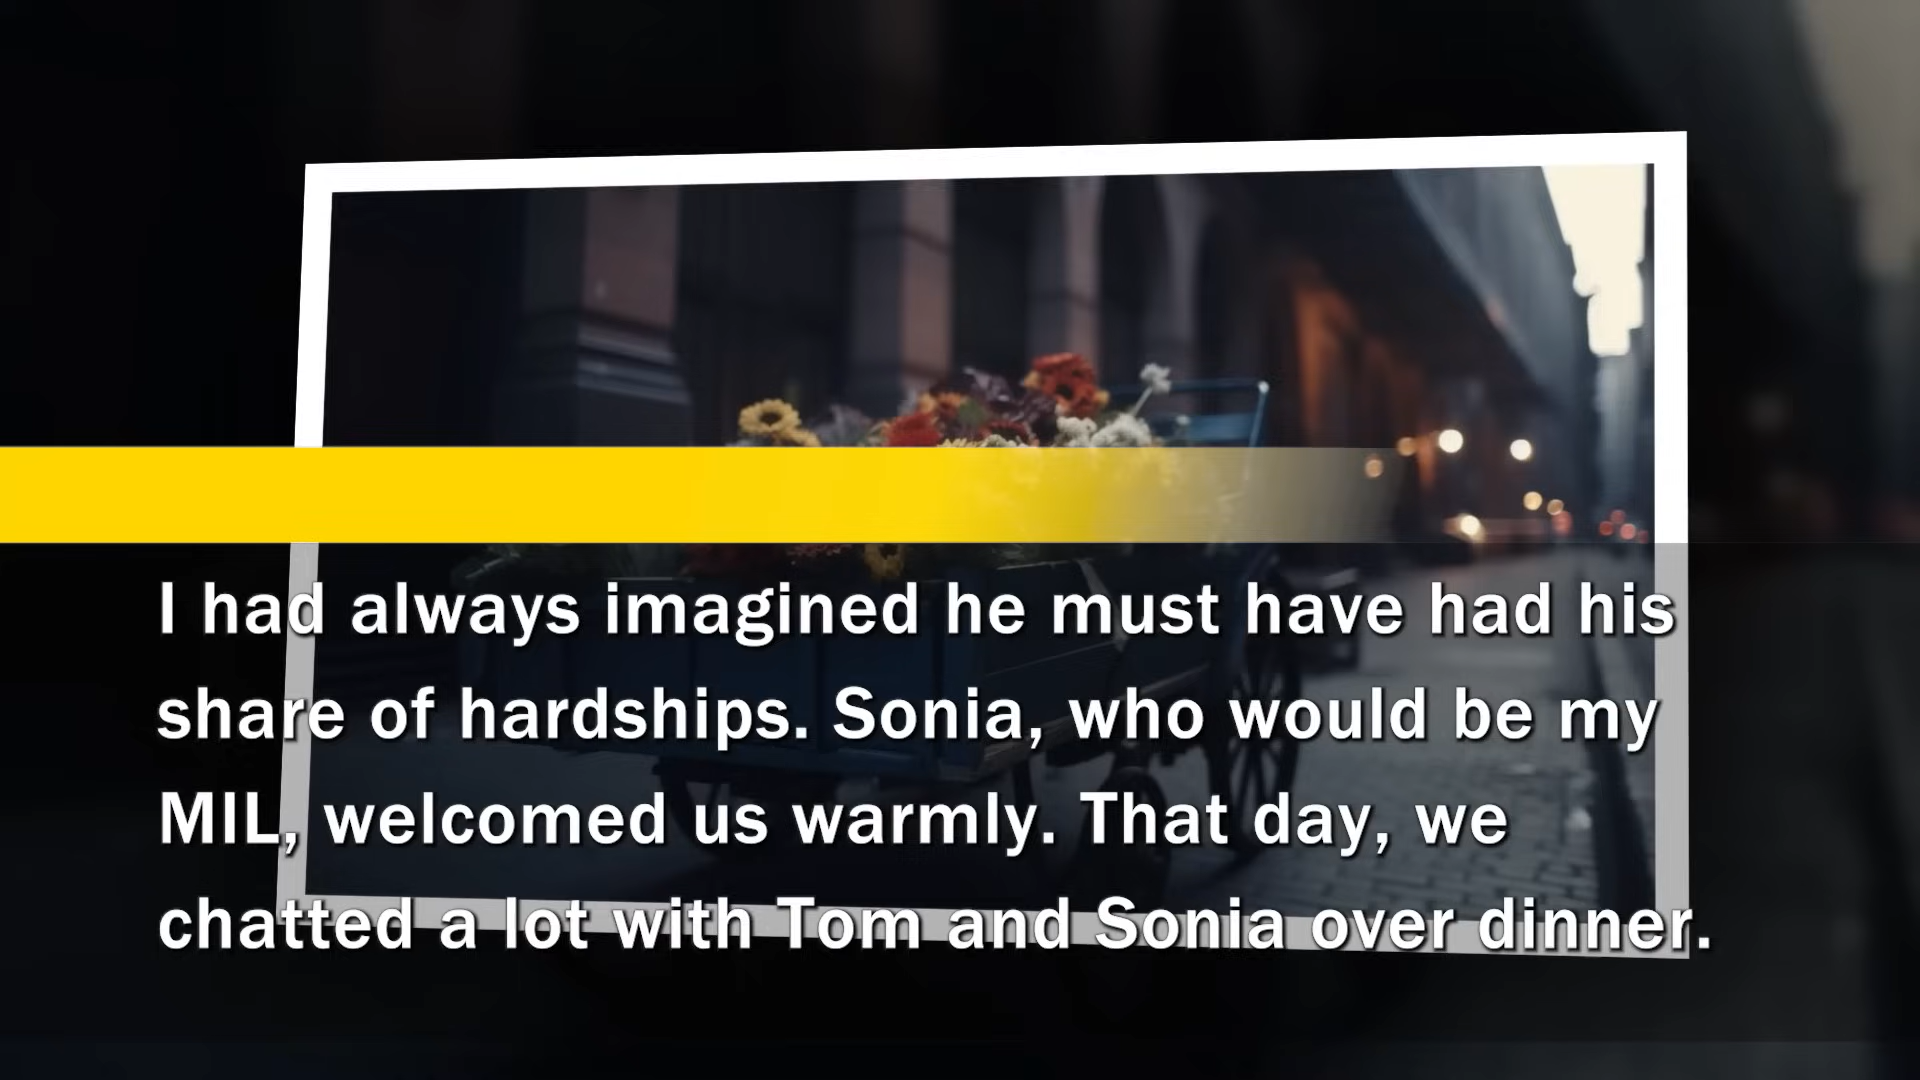 I had always imagined he must have had his
share of hardships. Sonia, who would be my
MIL, welcomed us warmly. That day, we
chatted a lot with Tom and Sonia over dinner.